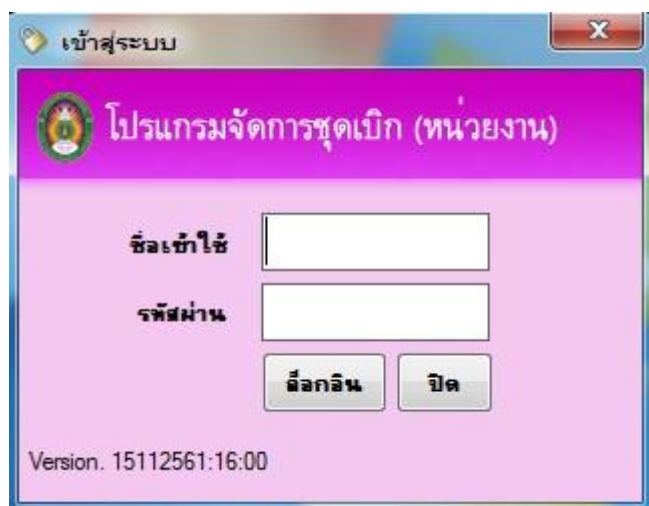 เข้าสู่ระบบ
โปรแกรมจัดการชุดเบิก (หน่วยงาน)
ชื่อเข้าใช้
รหัสผ่าน
ล็อกอิน ปิด
Version. 15112561:16:00